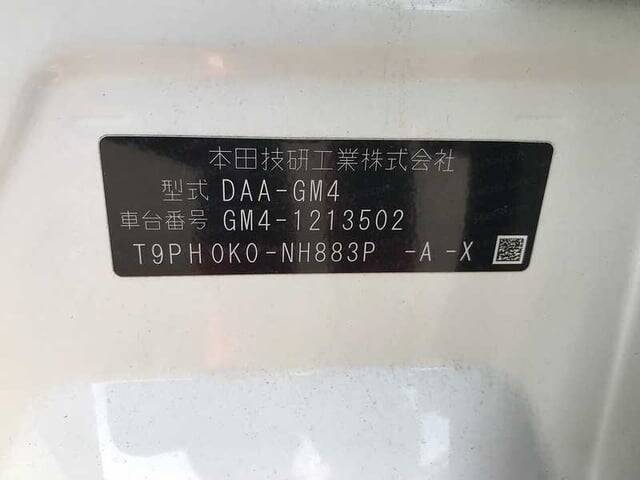 本田技研工業株式会社
型式 DAA-GM4
車台番号 GM4-1213502
T9PH0K0-NH883P -A -X